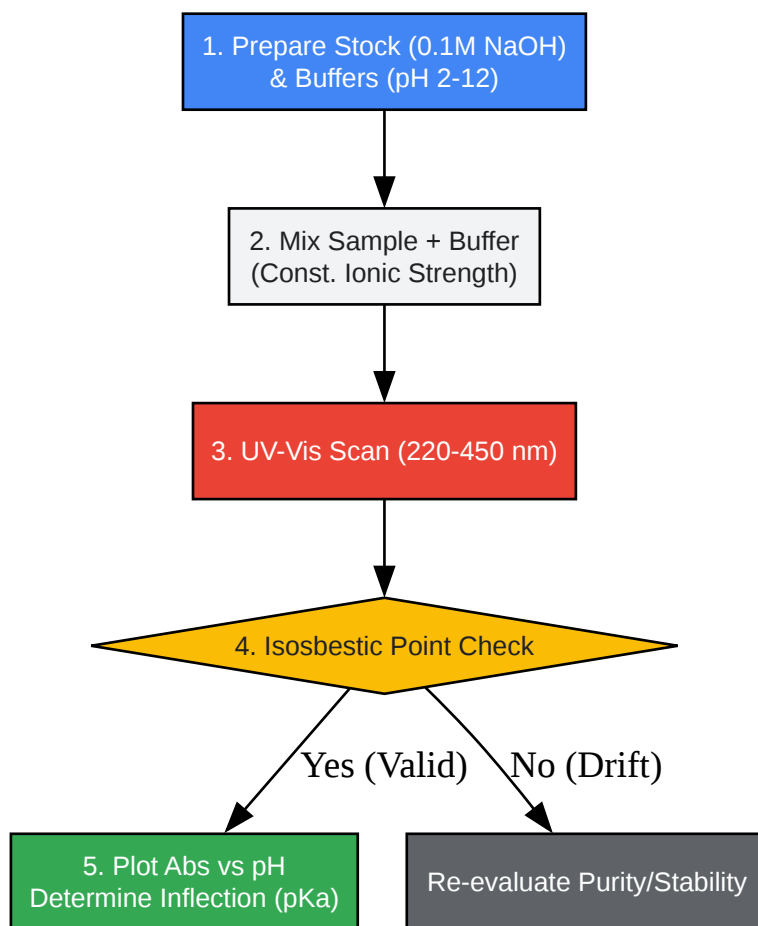 1. Prepare Stock (0.1M NaOH)
& Buffers (pH 2-12)
2. Mix Sample + Buffer
(Const. Ionic Strength)
3. UV-Vis Scan (220-450 nm)
4. Isosbestic Point Check
Yes (Valid)
No (Drift)
5. Plot Abs vs pH
Determine Inflection (pKa)
Re-evaluate Purity/Stability